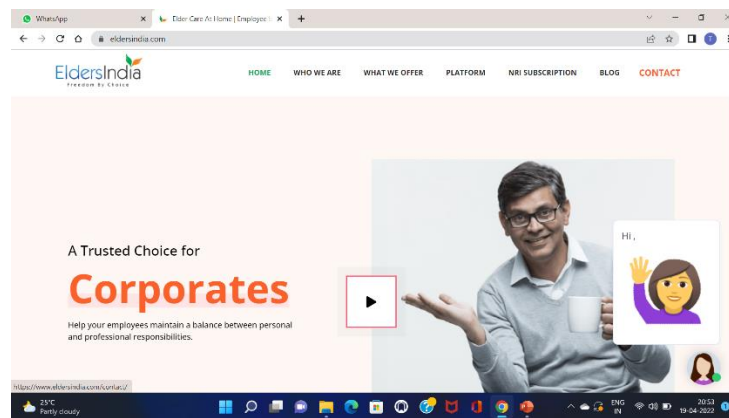 WhatsApp
Elder Care At Home | Employee
eldersindia.com
EldersIndia
Freedom by Choice
HOME WHO WE ARE WHAT WE OFFER PLATFORM NRI SUBSCRIPTION BLOG CONTACT
A Trusted Choice for
Corporates
Help your employees maintain a balance between personal
and professional responsibilities.
Hi,
https://www.eldersindia.com/contact/
25°C
Partly cloudy
ENG
IN
20:53
19-04-2022